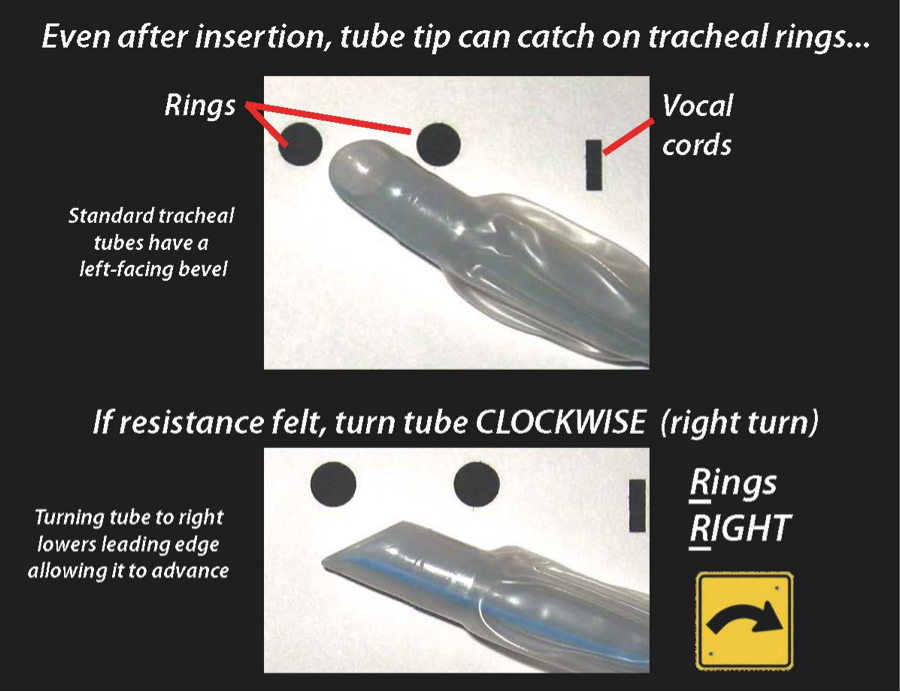 Even after insertion, tube tip can catch on tracheal rings...
Rings
Vocal
cords
Standard tracheal
tubes have a
left-facing bevel
If resistance felt, turn tube CLOCKWISE (right turn)
Turning tube to right
lowers leading edge
allowing it to advance
Rings
RIGHT